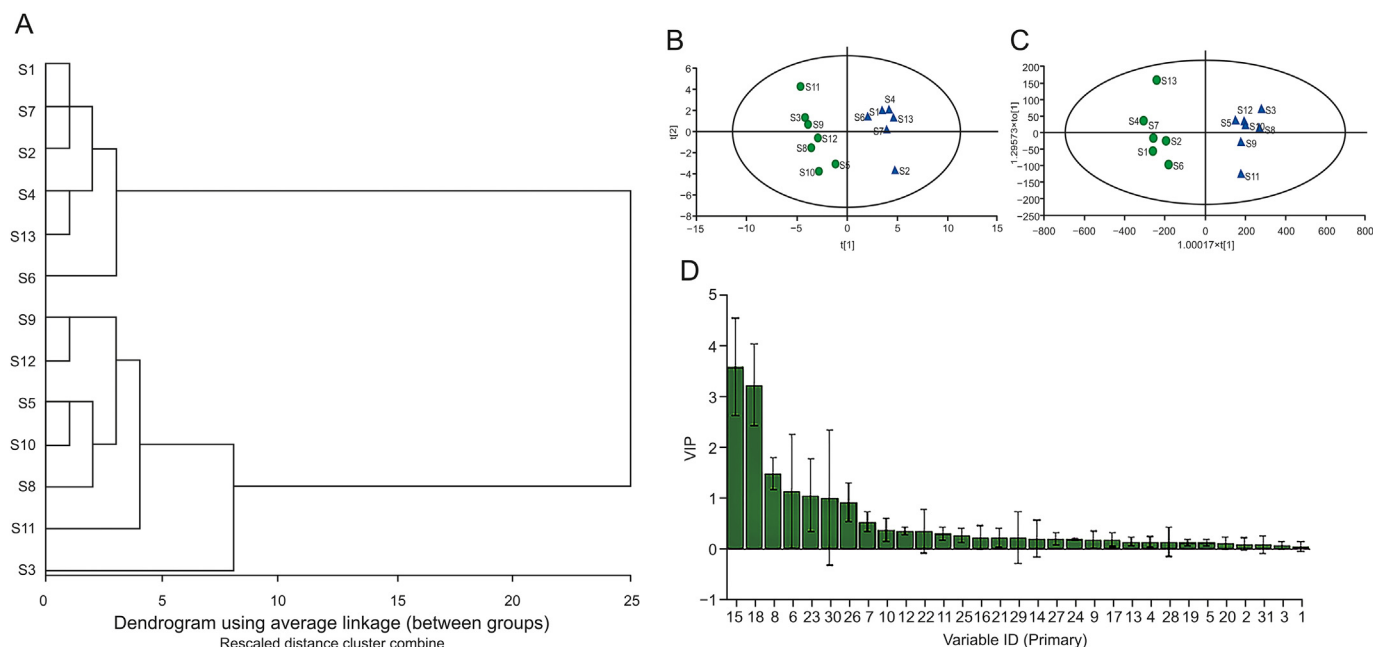 A
S1
S7
S2
S4
S13
S6
S9
S12
S5
S10
S8
S11
S3
0 5 10 15 20 25
Dendrogram using average linkage (between groups)
Rescaled distance cluster combine
B
6
4
2
0
−2
−4
−6
−8
t[2]
S11
S3
S9
S12
S8
S10
S5
S4
S1
S6
S13
S7
S2
−15 −10 −5 0 5 10 15
t[1]
C
200
150
100
50
0
−50
−100
−150
−200
−250
1.29573×to[1]
S13
S4
S7
S2
S1
S6
S3
S12
S5
S10
S8
S9
S11
−800 −600 −400 −200 0 200 400 600 800
1.00017×t[1]
D
5
4
3
2
1
0
−1
VIP
15 18 8 6 23 30 26 7 10 12 22 11 25 16 21 29 14 27 24 9 17 13 4 28 19 5 20 2 31 3 1
Variable ID (Primary)